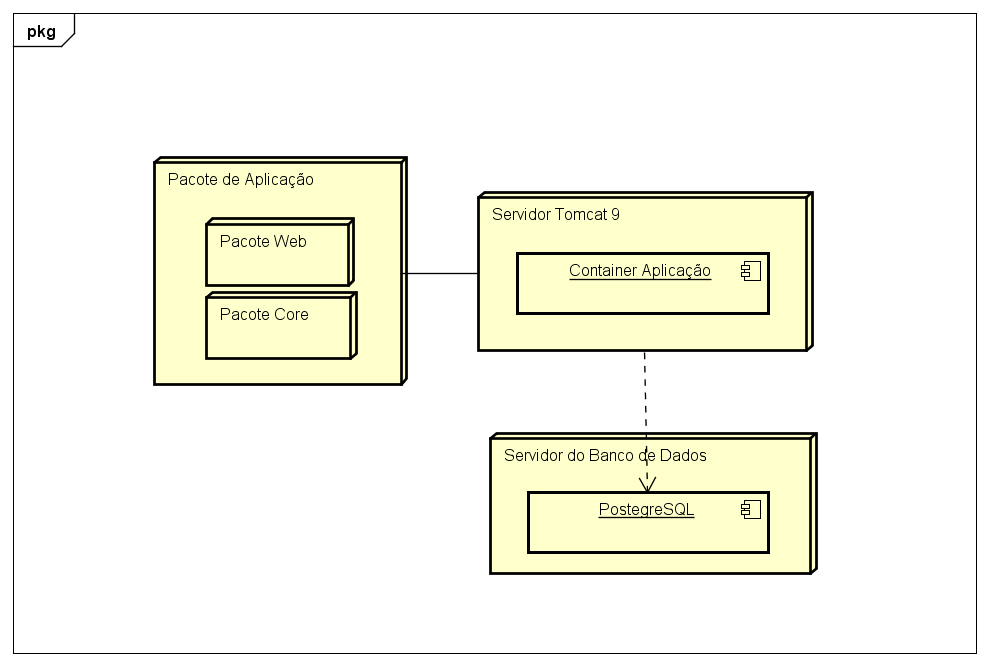 pkg
Pacote de Aplicação
Pacote Web
Pacote Core
Servidor Tomcat 9
Container Aplicação
Servidor do Banco de Dados
PostegreSQL